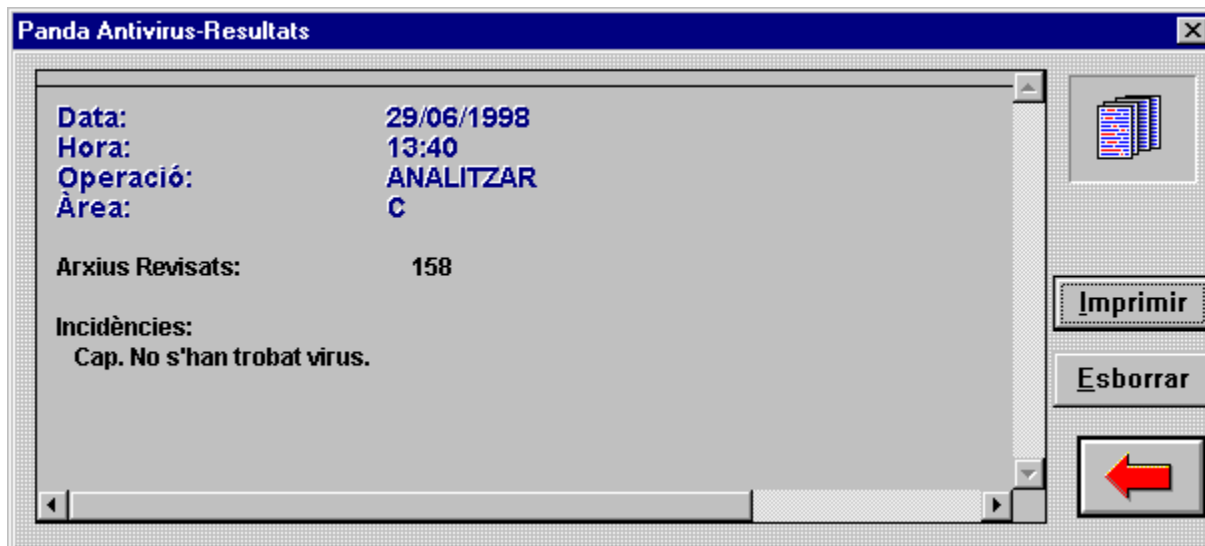 Panda Antivirus-Resultats
Data: 29/06/1998
Hora: 13:40
Operació: ANALITZAR
Àrea: C
Arxius Revisats: 158
Incidències:
Cap. No s'han trobat virus.
Imprimir
Esborrar